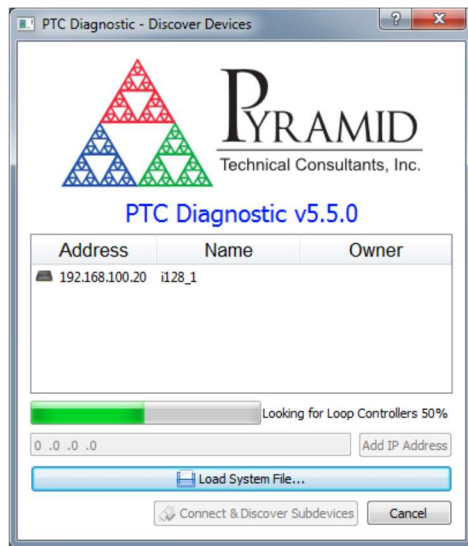 PTC Diagnostic - Discover Devices
PYRAMID
Technical Consultants, Inc.
PTC Diagnostic v5.5.0
Address Name Owner
192.168.100.20 i128_1
Looking for Loop Controllers 50%
0 .0 .0 .0 Add IP Address
Load System File...
Connect & Discover Subdevices Cancel